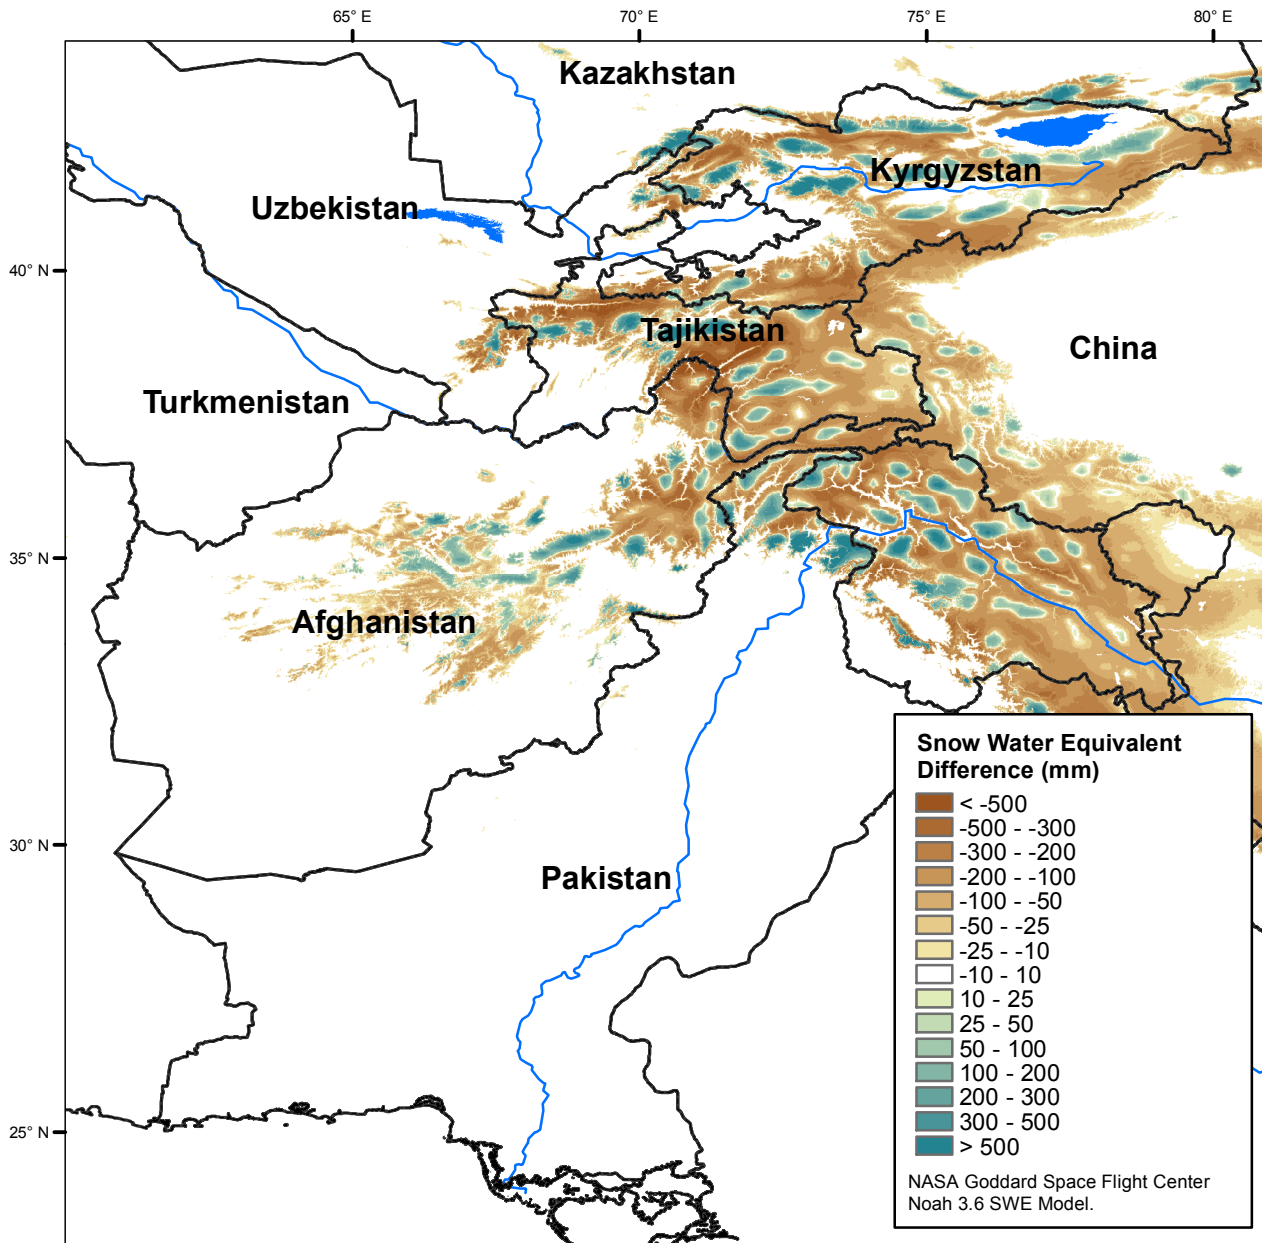 65° E
70° E
75° E
80° E
Kazakhstan
Kyrgyzstan
Uzbekistan
40° N
Tajikistan
China
Turkmenistan
35° N
Afghanistan
30° N
Pakistan
25° N
Snow Water Equivalent
Difference (mm)
< -500
-500 - -300
-300 - -200
-200 - -100
-100 - -50
-50 - -25
-25 - -10
-10 - 10
10 - 25
25 - 50
50 - 100
100 - 200
200 - 300
300 - 500
> 500
NASA Goddard Space Flight Center
Noah 3.6 SWE Model.